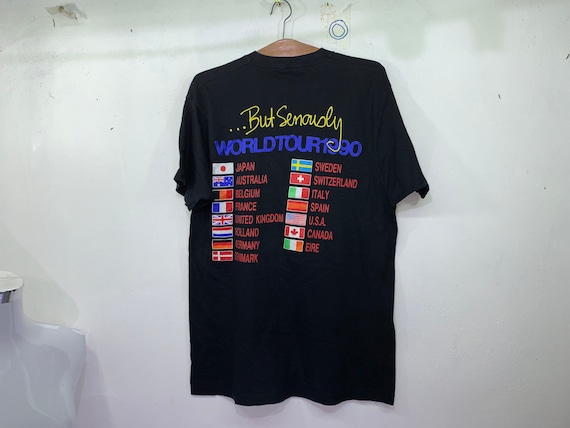 ...But Seriously
WORLD TOUR 1990
JAPAN
AUSTRALIA
BELGIUM
FRANCE
UNITED KINGDOM
HOLLAND
GERMANY
DENMARK
SWEDEN
SWITZERLAND
ITALY
SPAIN
U.S.A.
CANADA
EIRE